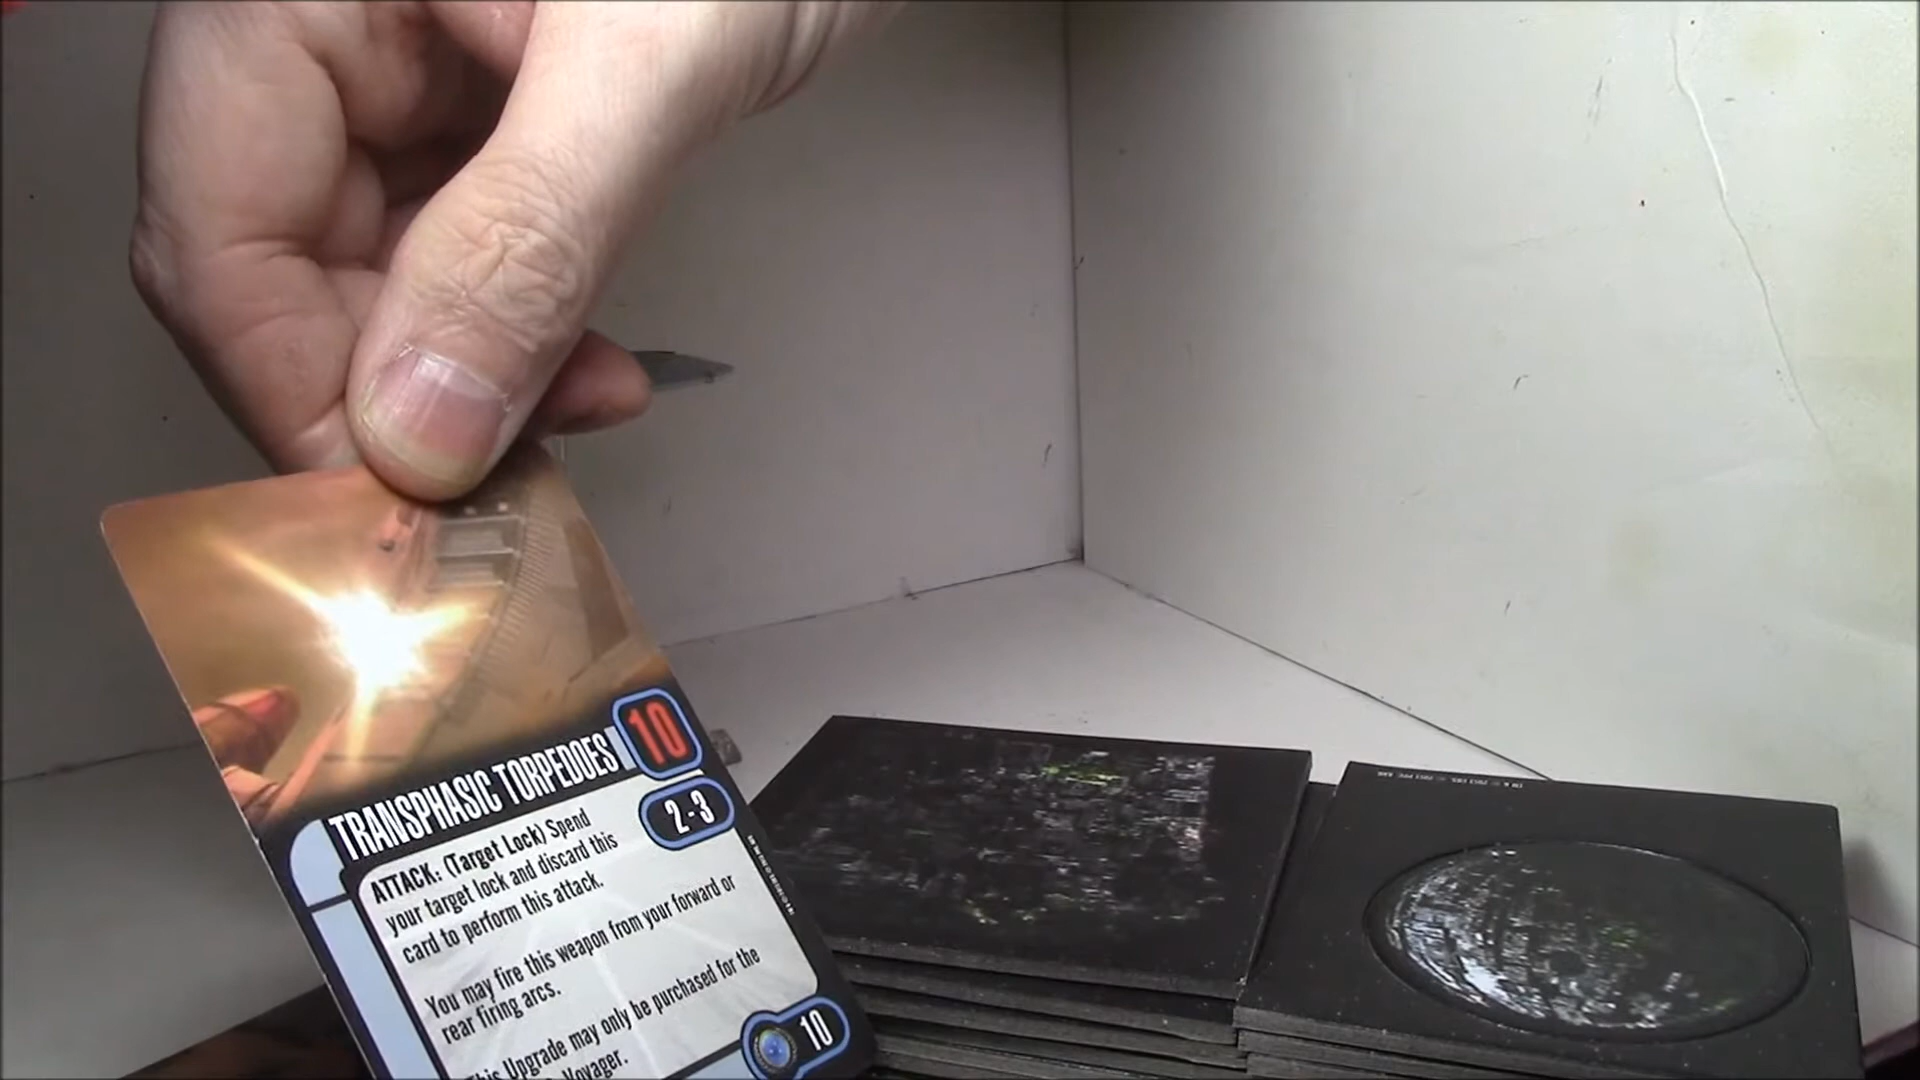 TRANSPHASIC TORPEDOES
10
2-3
ATTACK: (Target Lock) Spend
your target lock and discard this
card to perform this attack.
You may fire this weapon from your forward or
rear firing arcs.
This Upgrade may only be purchased for the
Voyager.
10